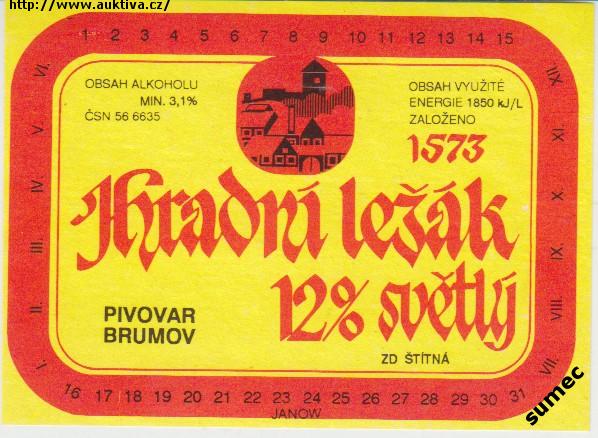 http://www.auktiva.cz/
1 2 3 4 5 6 7 8 9 10 11 12 13 14 15
OBSAH ALKOHOLU
MIN. 3,1%
ČSN 56 6635
OBSAH VYUŽITÉ
ENERGIE 1850 kJ/L
ZALOŽENO
1573
Hradní ležák
12% světlý
PIVOVAR
BRUMOV
ZD ŠTÍTNÁ
I. II. III. IV V. VI.
VII. VIII. IX. X XI. XII
16 17 18 19 20 21 22 23 24 25 26 27 28 29 30 31
JANOW
sumec